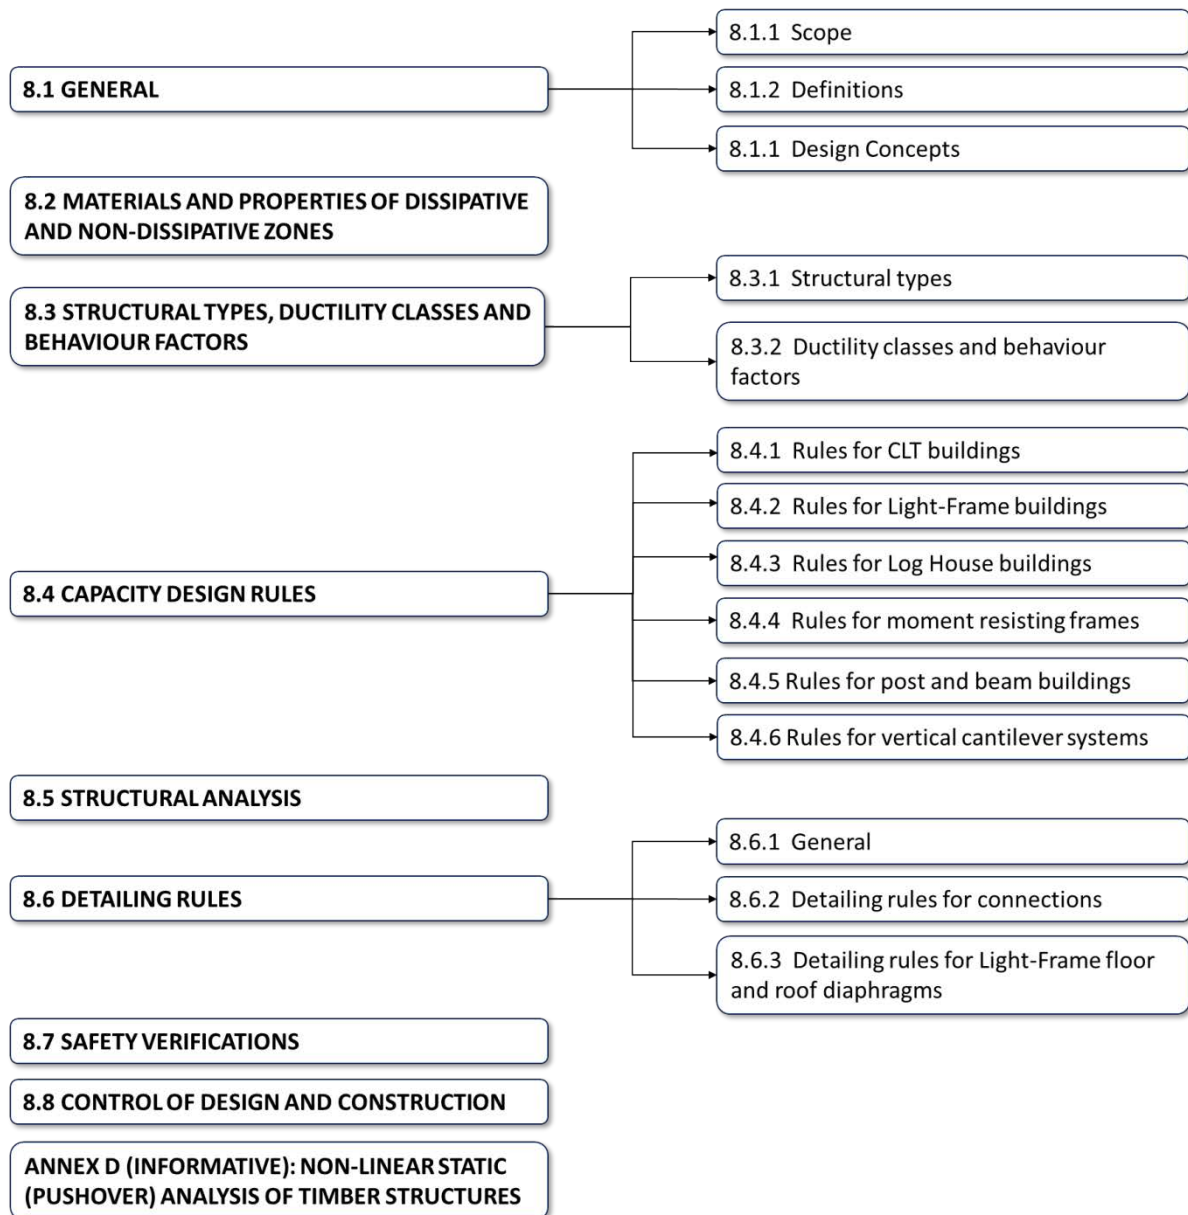 8.1 GENERAL
8.1.1 Scope
8.1.2 Definitions
8.1.1 Design Concepts
8.2 MATERIALS AND PROPERTIES OF DISSIPATIVE
AND NON-DISSIPATIVE ZONES
8.3 STRUCTURAL TYPES, DUCTILITY CLASSES AND
BEHAVIOUR FACTORS
8.3.1 Structural types
8.3.2 Ductility classes and behaviour
factors
8.4 CAPACITY DESIGN RULES
8.4.1 Rules for CLT buildings
8.4.2 Rules for Light-Frame buildings
8.4.3 Rules for Log House buildings
8.4.4 Rules for moment resisting frames
8.4.5 Rules for post and beam buildings
8.4.6 Rules for vertical cantilever systems
8.5 STRUCTURAL ANALYSIS
8.6 DETAILING RULES
8.6.1 General
8.6.2 Detailing rules for connections
8.6.3 Detailing rules for Light-Frame floor
and roof diaphragms
8.7 SAFETY VERIFICATIONS
8.8 CONTROL OF DESIGN AND CONSTRUCTION
ANNEX D (INFORMATIVE): NON-LINEAR STATIC
(PUSHOVER) ANALYSIS OF TIMBER STRUCTURES